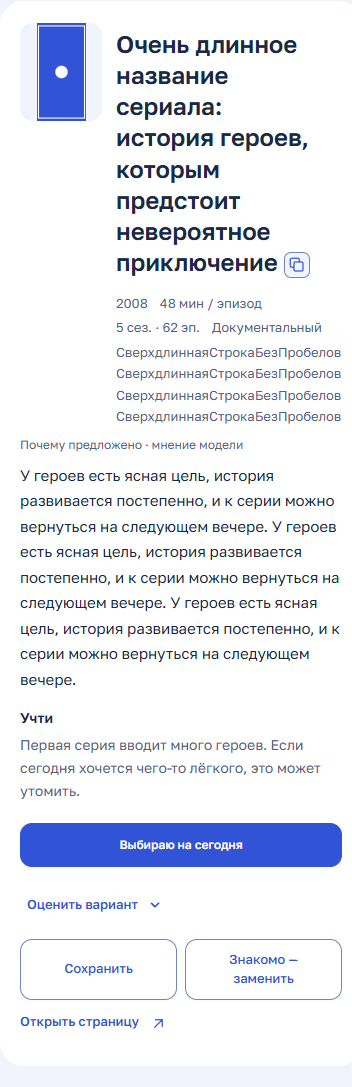 Очень длинное
название
сериала:
история героев,
которым
предстоит
невероятное
приключение
2008 48 мин / эпизод
5 сез. · 62 эп. Документальный
СверхдлиннаяСтрокаБезПробелов
СверхдлиннаяСтрокаБезПробелов
СверхдлиннаяСтрокаБезПробелов
СверхдлиннаяСтрокаБезПробелов
Почему предложено · мнение модели
У героев есть ясная цель, история
развивается постепенно, и к серии можно
вернуться на следующем вечере. У героев
есть ясная цель, история развивается
постепенно, и к серии можно вернуться на
следующем вечере. У героев есть ясная
цель, история развивается постепенно, и к
серии можно вернуться на следующем
вечере.
Учти
Первая серия вводит много героев. Если
сегодня хочется чего-то лёгкого, это может
утомить.
Выбираю на сегодня
Оценить вариант
Сохранить
Знакомо —
заменить
Открыть страницу